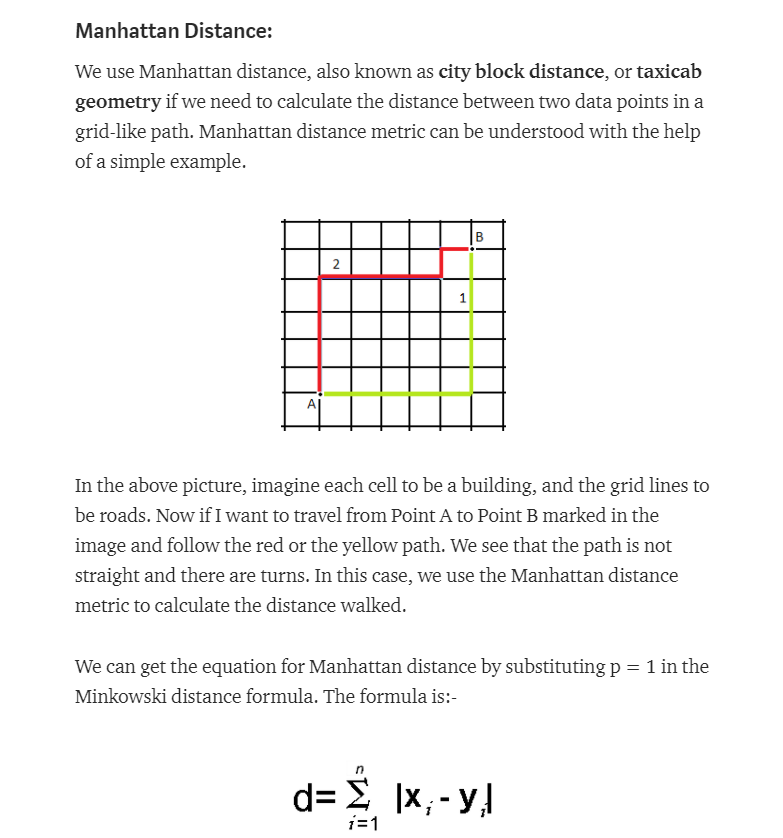 Manhattan Distance:
We use Manhattan distance, also known as city block distance, or taxicab
geometry if we need to calculate the distance between two data points in a
grid-like path. Manhattan distance metric can be understood with the help
of a simple example.
B
2
1
A
In the above picture, imagine each cell to be a building, and the grid lines to
be roads. Now if I want to travel from Point A to Point B marked in the
image and follow the red or the yellow path. We see that the path is not
straight and there are turns. In this case, we use the Manhattan distance
metric to calculate the distance walked.
We can get the equation for Manhattan distance by substituting p = 1 in the
Minkowski distance formula. The formula is:-
n
d= Σ |x i - y i|
i=1